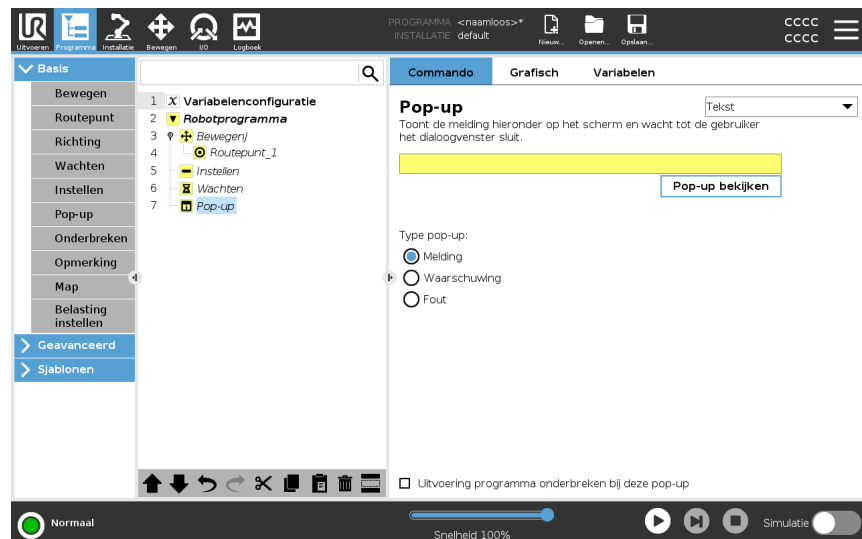 PROGRAMMA <naamloos>*
INSTALLATIE default
UR
Uitvoeren Programma Installatie Bewegen I/O Logboek
Nieuw... Openen... Opslaan...
cccc
cccc
Basis
Bewegen
Routepunt
Richting
Wachten
Instellen
Pop-up
Onderbreken
Opmerking
Map
Belasting
instellen
Geavanceerd
Sjablonen
1 X Variabelenconfiguratie
2 Robotprogramma
3 BewegenJ
4 Routepunt_1
5 Instellen
6 Wachten
7 Pop-up
Commando Grafisch Variabelen
Pop-up
Tekst
Toont de melding hieronder op het scherm en wacht tot de gebruiker
het dialoogvenster sluit.
Pop-up bekijken
Type pop-up:
Melding
Waarschuwing
Fout
Uitvoering programma onderbreken bij deze pop-up
Normaal
Snelheid 100%
Simulatie